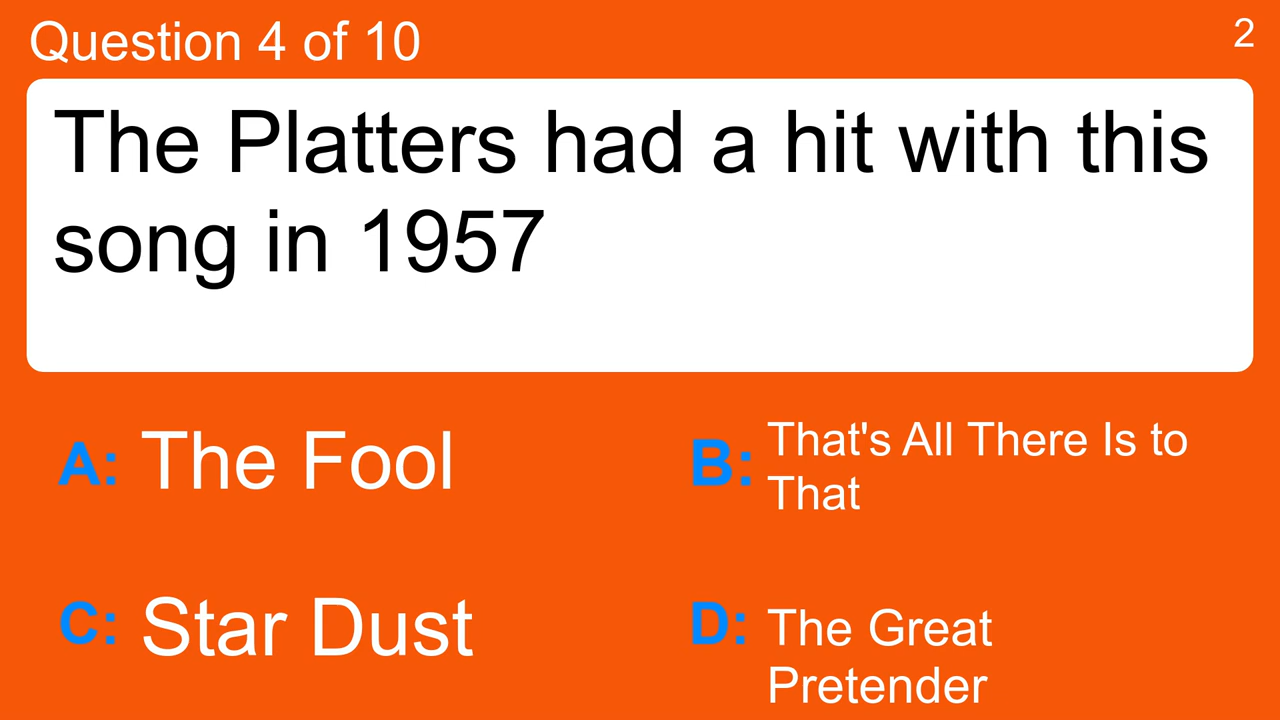 Question 4 of 10
2
The Platters had a hit with this
song in 1957
A: The Fool
B: That's All There Is to
That
C: Star Dust
D: The Great
Pretender